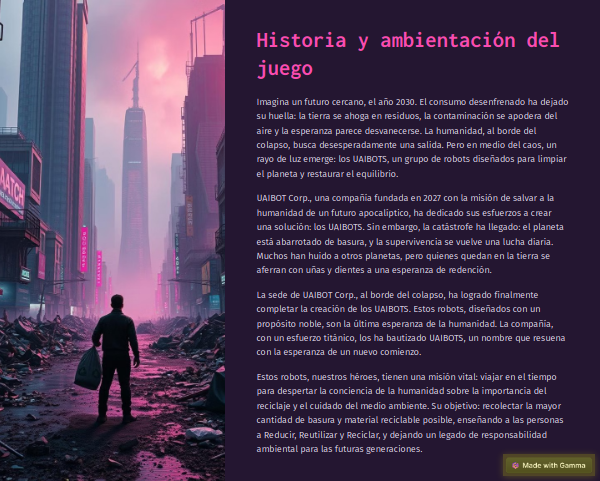 Historia y ambientación del
juego
Imagina un futuro cercano, el año 2030. El consumo desenfrenado ha dejado
su huella: la tierra se ahoga en residuos, la contaminación se apodera del
aire y la esperanza parece desvanecerse. La humanidad, al borde del
colapso, busca desesperadamente una salida. Pero en medio del caos, un
rayo de luz emerge: los UAIBOTS, un grupo de robots diseñados para limpiar
el planeta y restaurar el equilibrio.
UAIBOT Corp., una compañía fundada en 2027 con la misión de salvar a la
humanidad de un futuro apocalíptico, ha dedicado sus esfuerzos a crear
una solución: los UAIBOTS. Sin embargo, la catástrofe ha llegado: el planeta
está abarrotado de basura, y la supervivencia se vuelve una lucha diaria.
Muchos han huido a otros planetas, pero quienes quedan en la tierra se
aferran con uñas y dientes a una esperanza de redención.
La sede de UAIBOT Corp., al borde del colapso, ha logrado finalmente
completar la creación de los UAIBOTS. Estos robots, diseñados con un
propósito noble, son la última esperanza de la humanidad. La compañía,
con un esfuerzo titánico, los ha bautizado UAIBOTS, un nombre que resuena
con la esperanza de un nuevo comienzo.
Estos robots, nuestros héroes, tienen una misión vital: viajar en el tiempo
para despertar la conciencia de la humanidad sobre la importancia del
reciclaje y el cuidado del medio ambiente. Su objetivo: recolectar la mayor
cantidad de basura y material reciclable posible, enseñando a las personas
a Reducir, Reutilizar y Reciclar, y dejando un legado de responsabilidad
ambiental para las futuras generaciones.
Made with Gamma